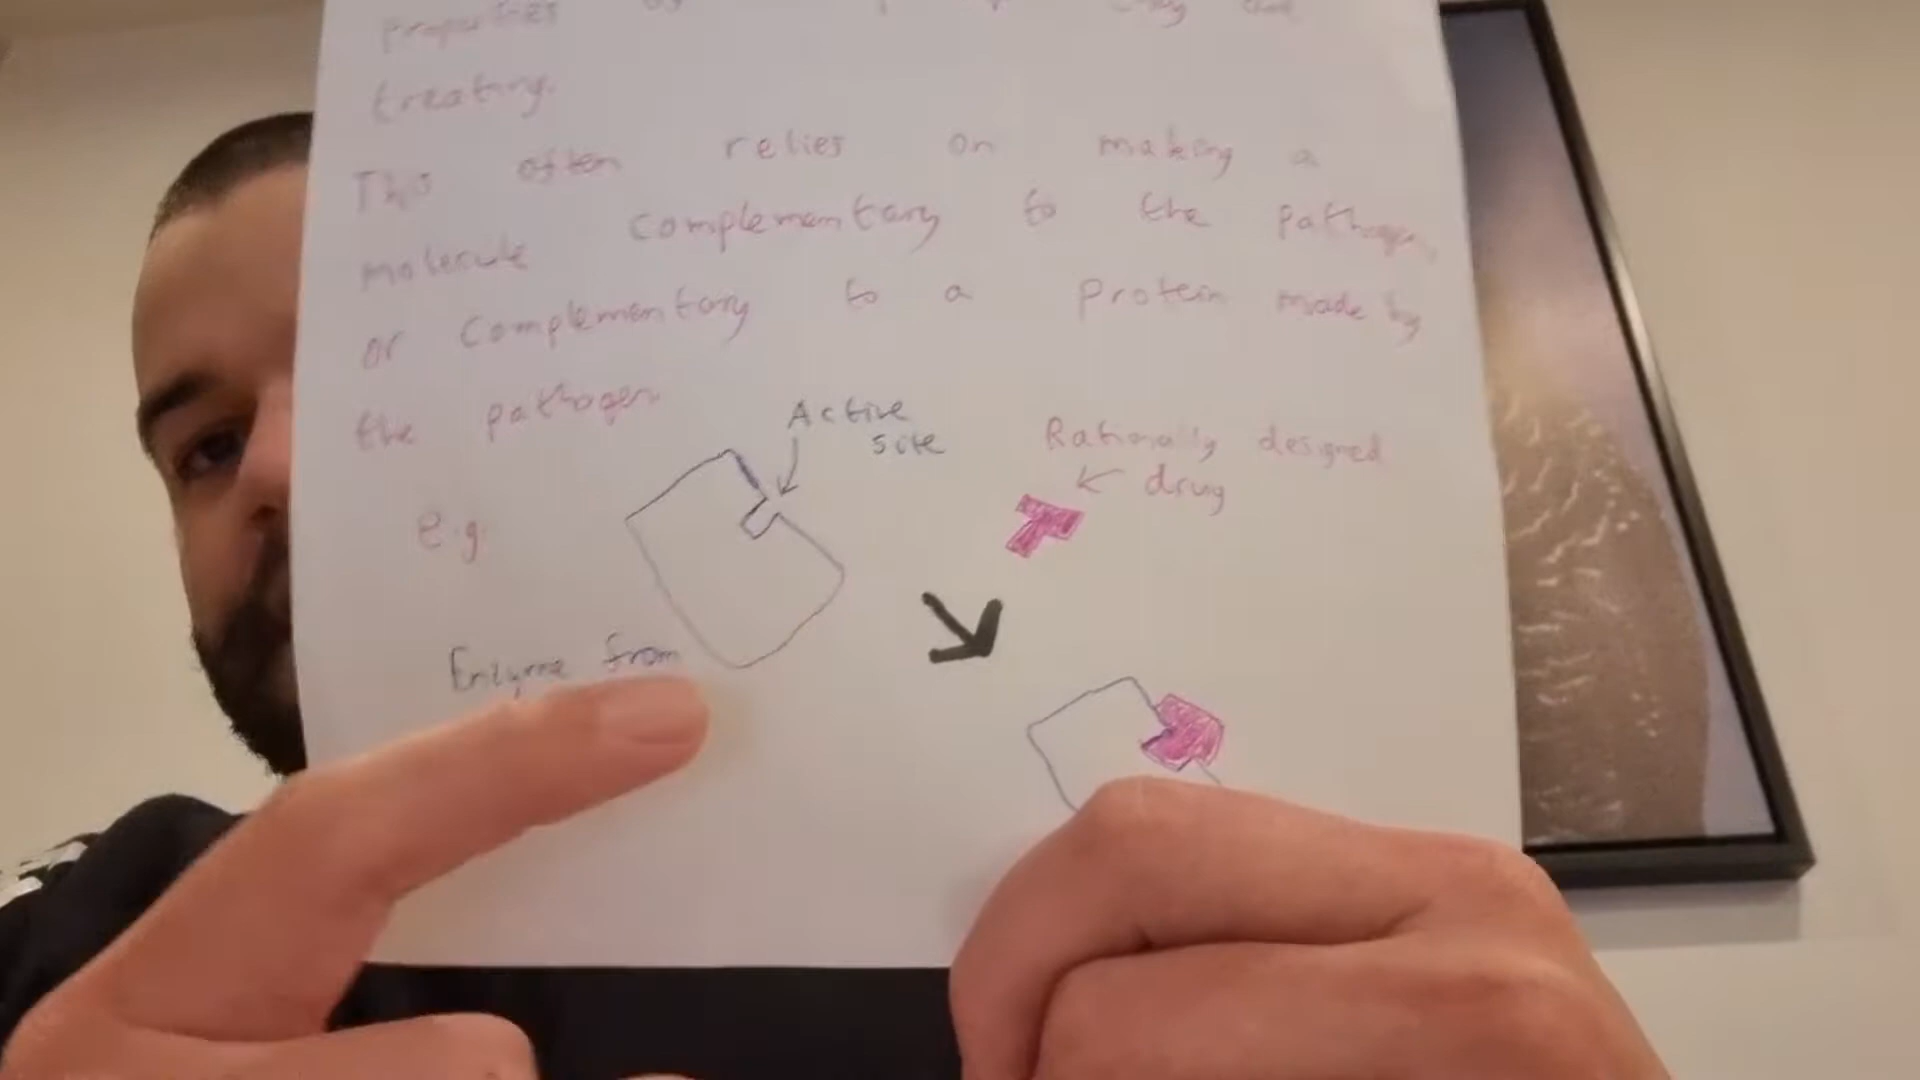 properties
treating.
This often relies on making a
molecule complementary to the pathogen,
or complementary to a protein made by
the pathogen
Active
site
Rationally designed
drug
e.g.
Enzyme from